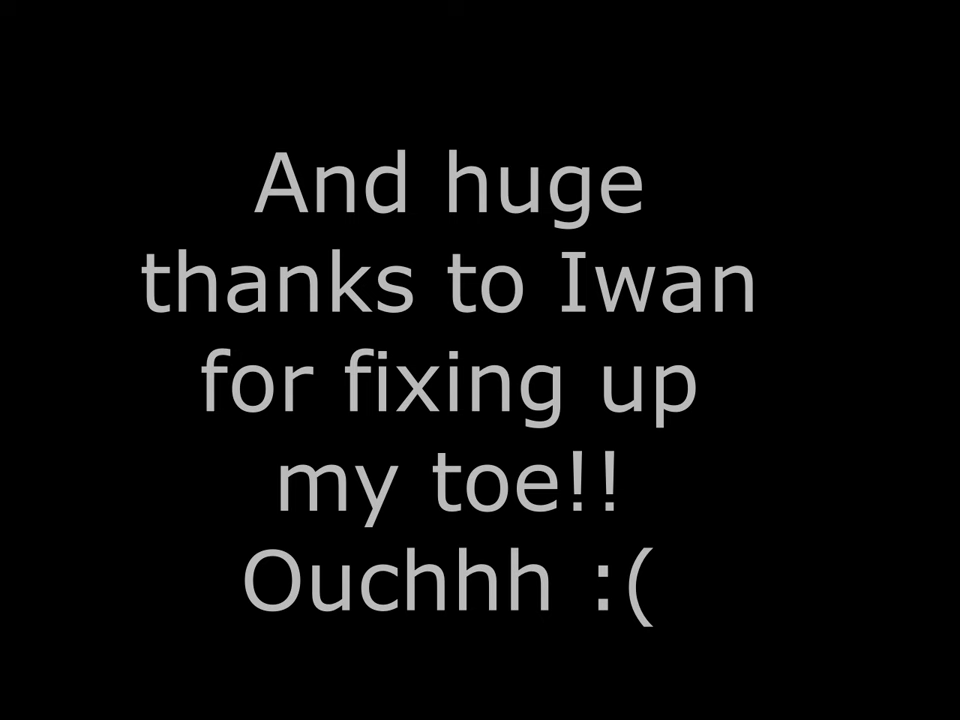 And huge
thanks to Iwan
for fixing up
my toe!!
Ouchhh :(